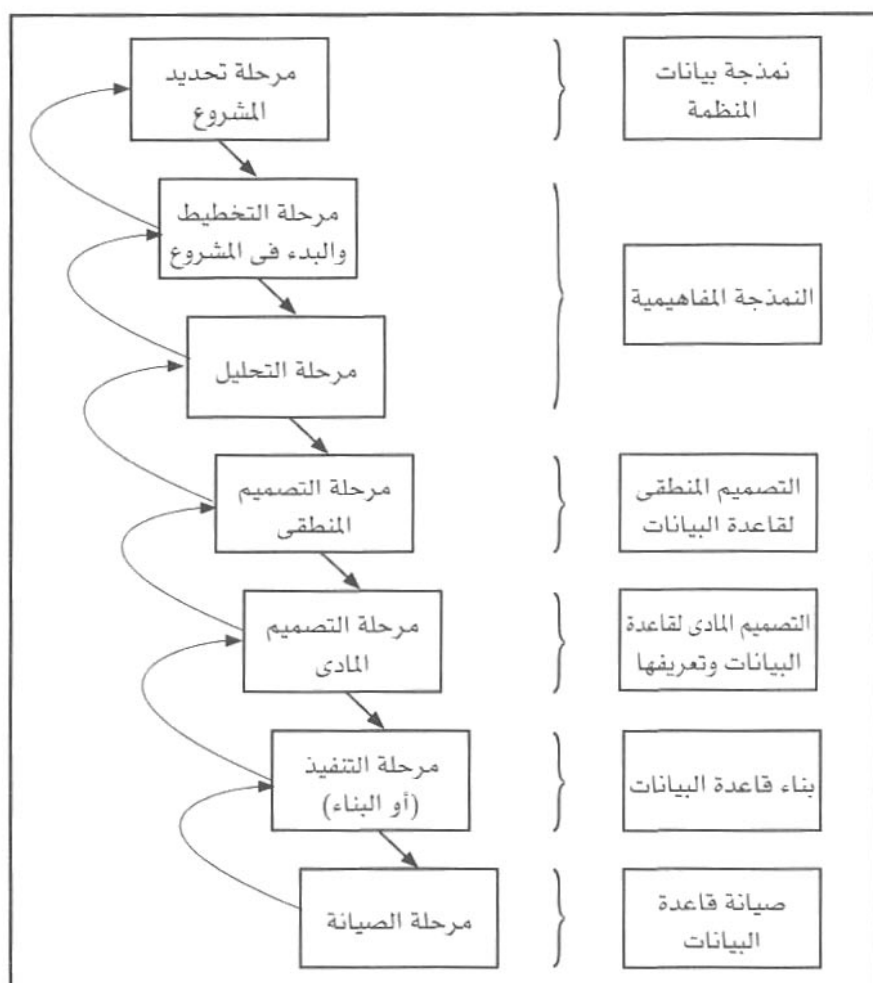 مرحلة تحديد
المشروع
نمذجة بيانات
المنظمة
مرحلة التخطيط
والبدء فى المشروع
النمذجة المفاهيمية
مرحلة التحليل
مرحلة التصميم
المنطقى
التصميم المنطقى
لقاعدة البيانات
مرحلة التصميم
المادى
التصميم المادى لقاعدة
البيانات وتعريفها
مرحلة التنفيذ
(أو البناء)
بناء قاعدة البيانات
مرحلة الصيانة
صيانة قاعدة
البيانات